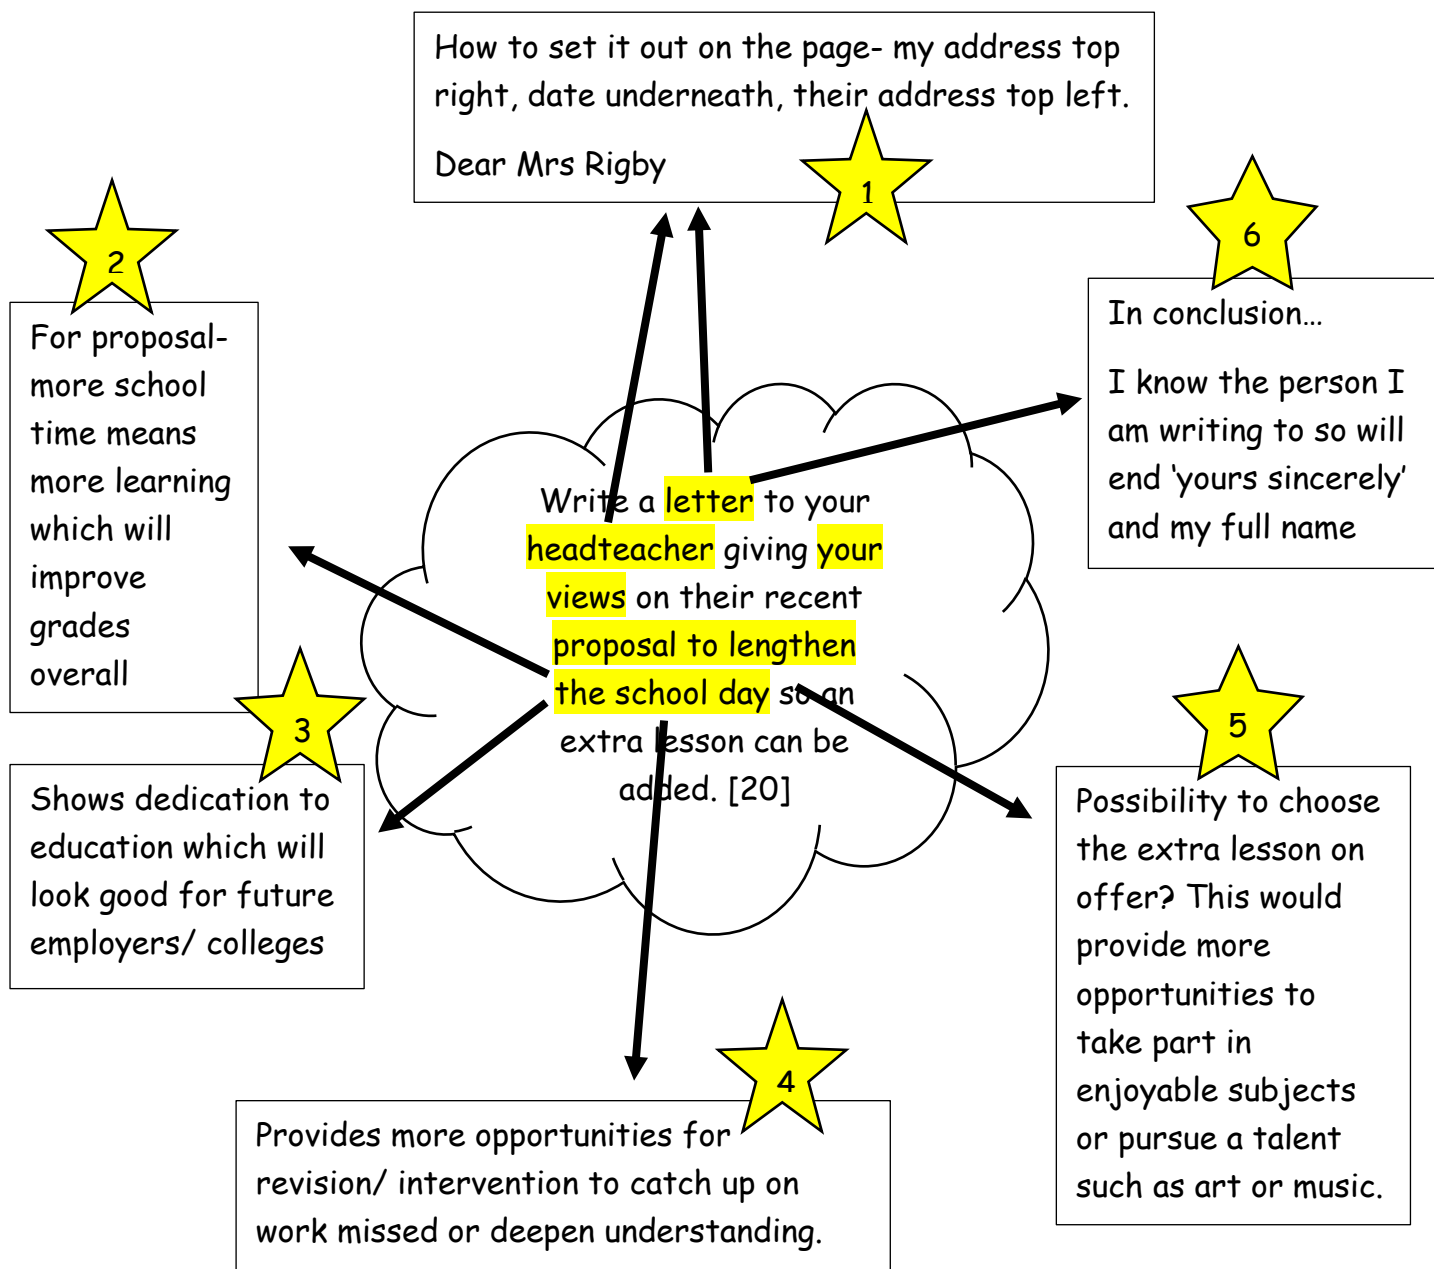 How to set it out on the page- my address top
right, date underneath, their address top left.
Dear Mrs Rigby
1
2
For proposal-
more school
time means
more learning
which will
improve
grades
overall
3
Shows dedication to
education which will
look good for future
employers/ colleges
Write a letter to your
headteacher giving your
views on their recent
proposal to lengthen
the school day so an
extra lesson can be
added. [20]
4
Provides more opportunities for
revision/ intervention to catch up on
work missed or deepen understanding.
5
Possibility to choose
the extra lesson on
offer? This would
provide more
opportunities to
take part in
enjoyable subjects
or pursue a talent
such as art or music.
6
In conclusion…
I know the person I
am writing to so will
end ‘yours sincerely’
and my full name